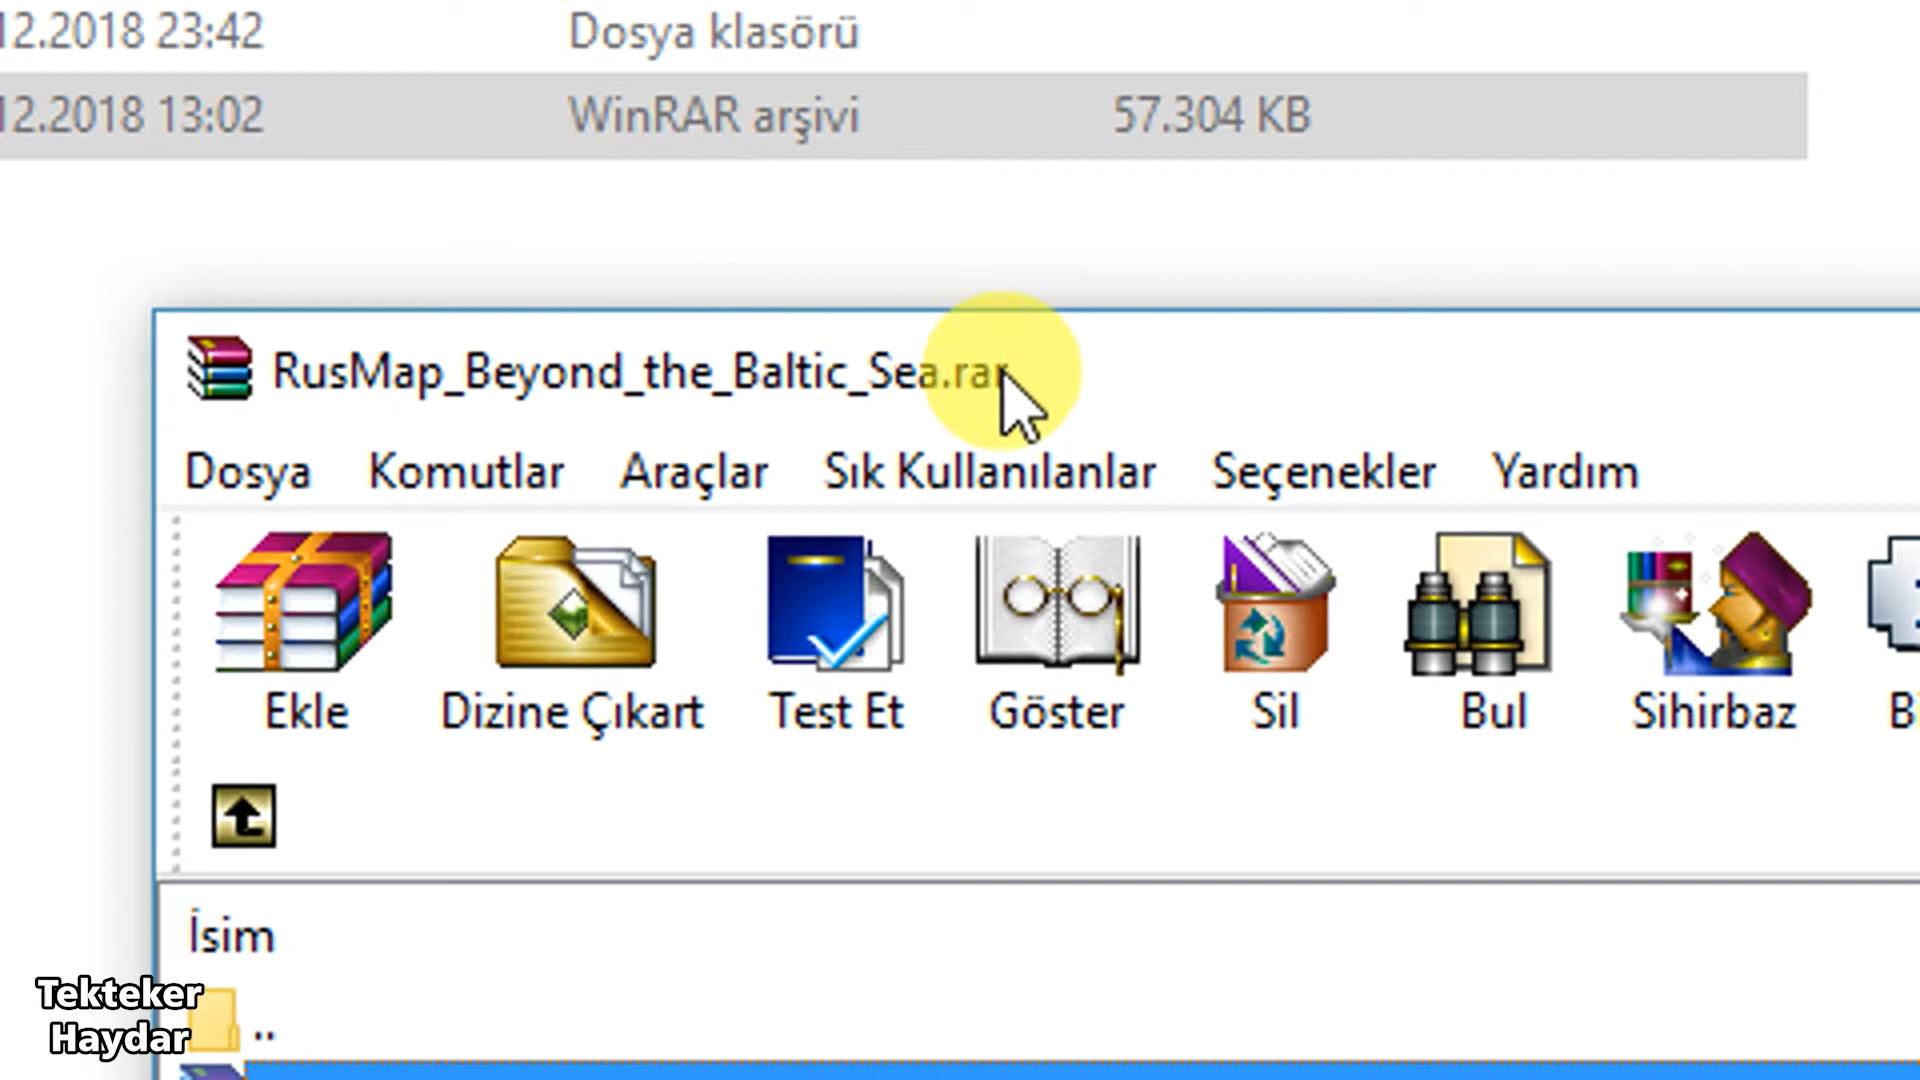 12.2018 23:42 Dosya klasörü
12.2018 13:02 WinRAR arşivi 57.304 KB
RusMap_Beyond_the_Baltic_Sea.rar
Dosya Komutlar Araçlar Sık Kullanılanlar Seçenekler Yardım
Ekle Dizine Çıkart Test Et Göster Sil Bul Sihirbaz
İsim
..
Tekteker
Haydar